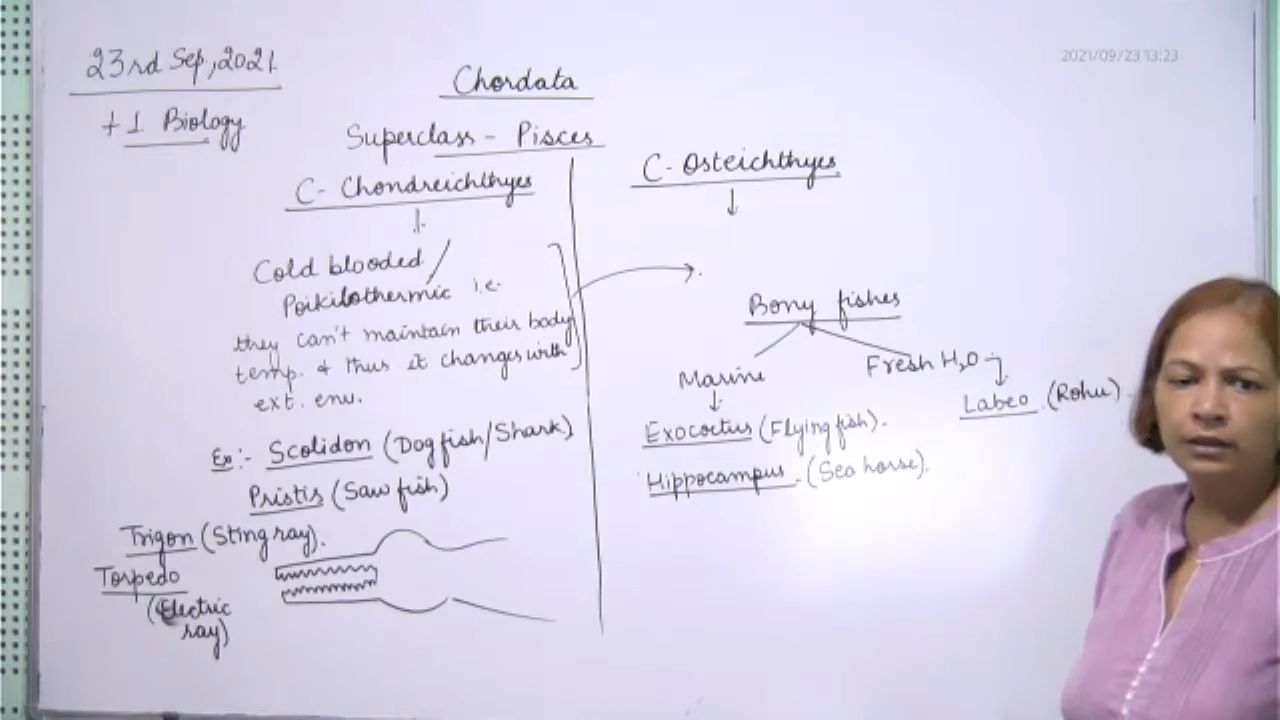 2021/09/23 13:23
23rd Sep, 2021.
+1 Biology
Chordata
Superclass - Pisces
C- Chondreichthyes
Cold blooded /
Poikilothermic i.e.
they can't maintain their body
temp. & thus it changes with
ext. env.
Ex:- Scolidon (Dog fish/Shark)
Pristis (Saw fish)
Trigon (Sting ray).
Torpedo
(Electric
ray)
C- Osteichthyes
Bony fishes
Marine
Fresh H2O
Labeo (Rohu).
Exocoetus (Flying fish).
Hippocampus. (Sea horse).